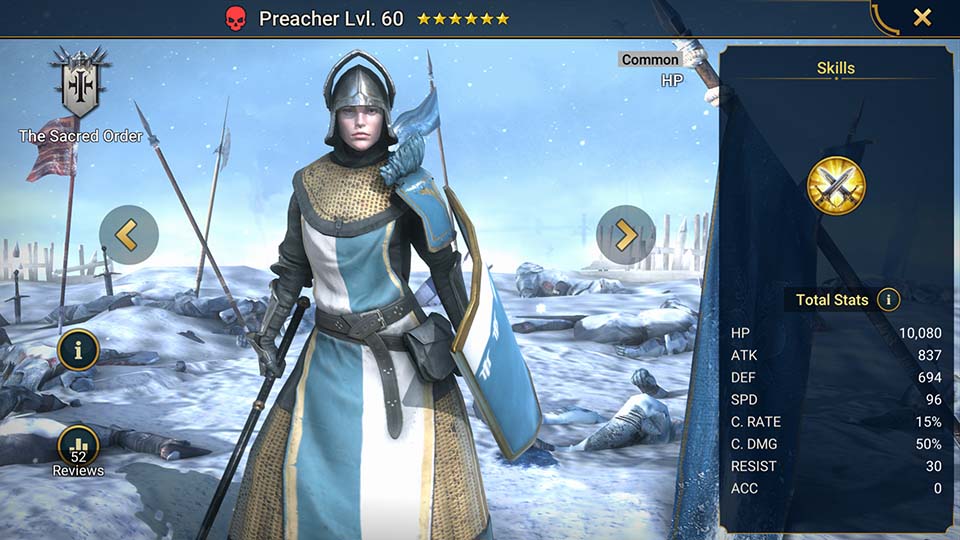 Preacher Lvl. 60
The Sacred Order
Common
HP
Skills
Total Stats i
HP 10,080
ATK 837
DEF 694
SPD 96
C. RATE 15%
C. DMG 50%
RESIST 30
ACC 0
i
52
Reviews